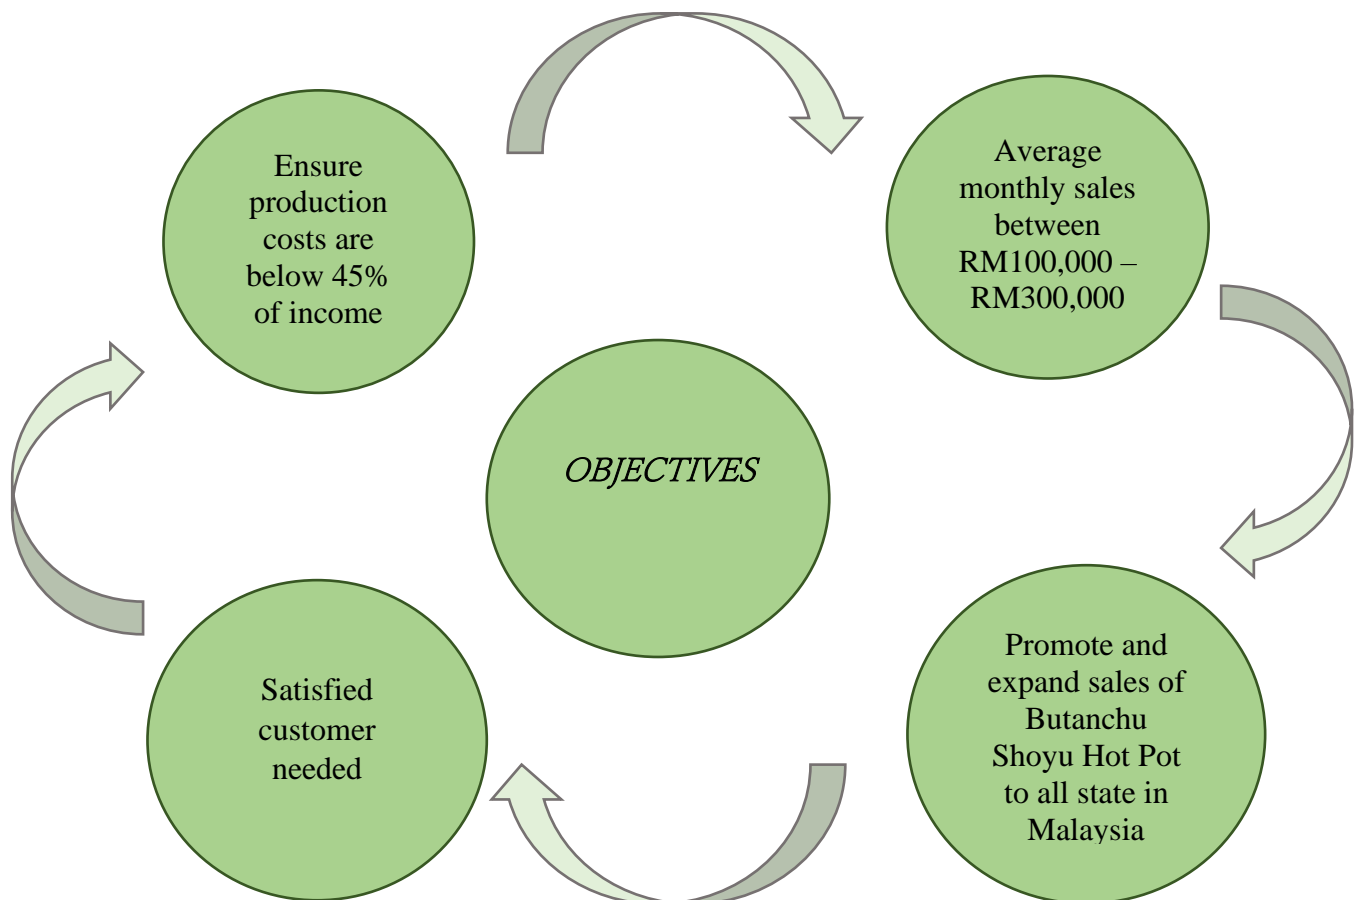 Ensure
production
costs are
below 45%
of income
Average
monthly sales
between
RM100,000 –
RM300,000
OBJECTIVES
Satisfied
customer
needed
Promote and
expand sales of
Butanchu
Shoyu Hot Pot
to all state in
Malaysia